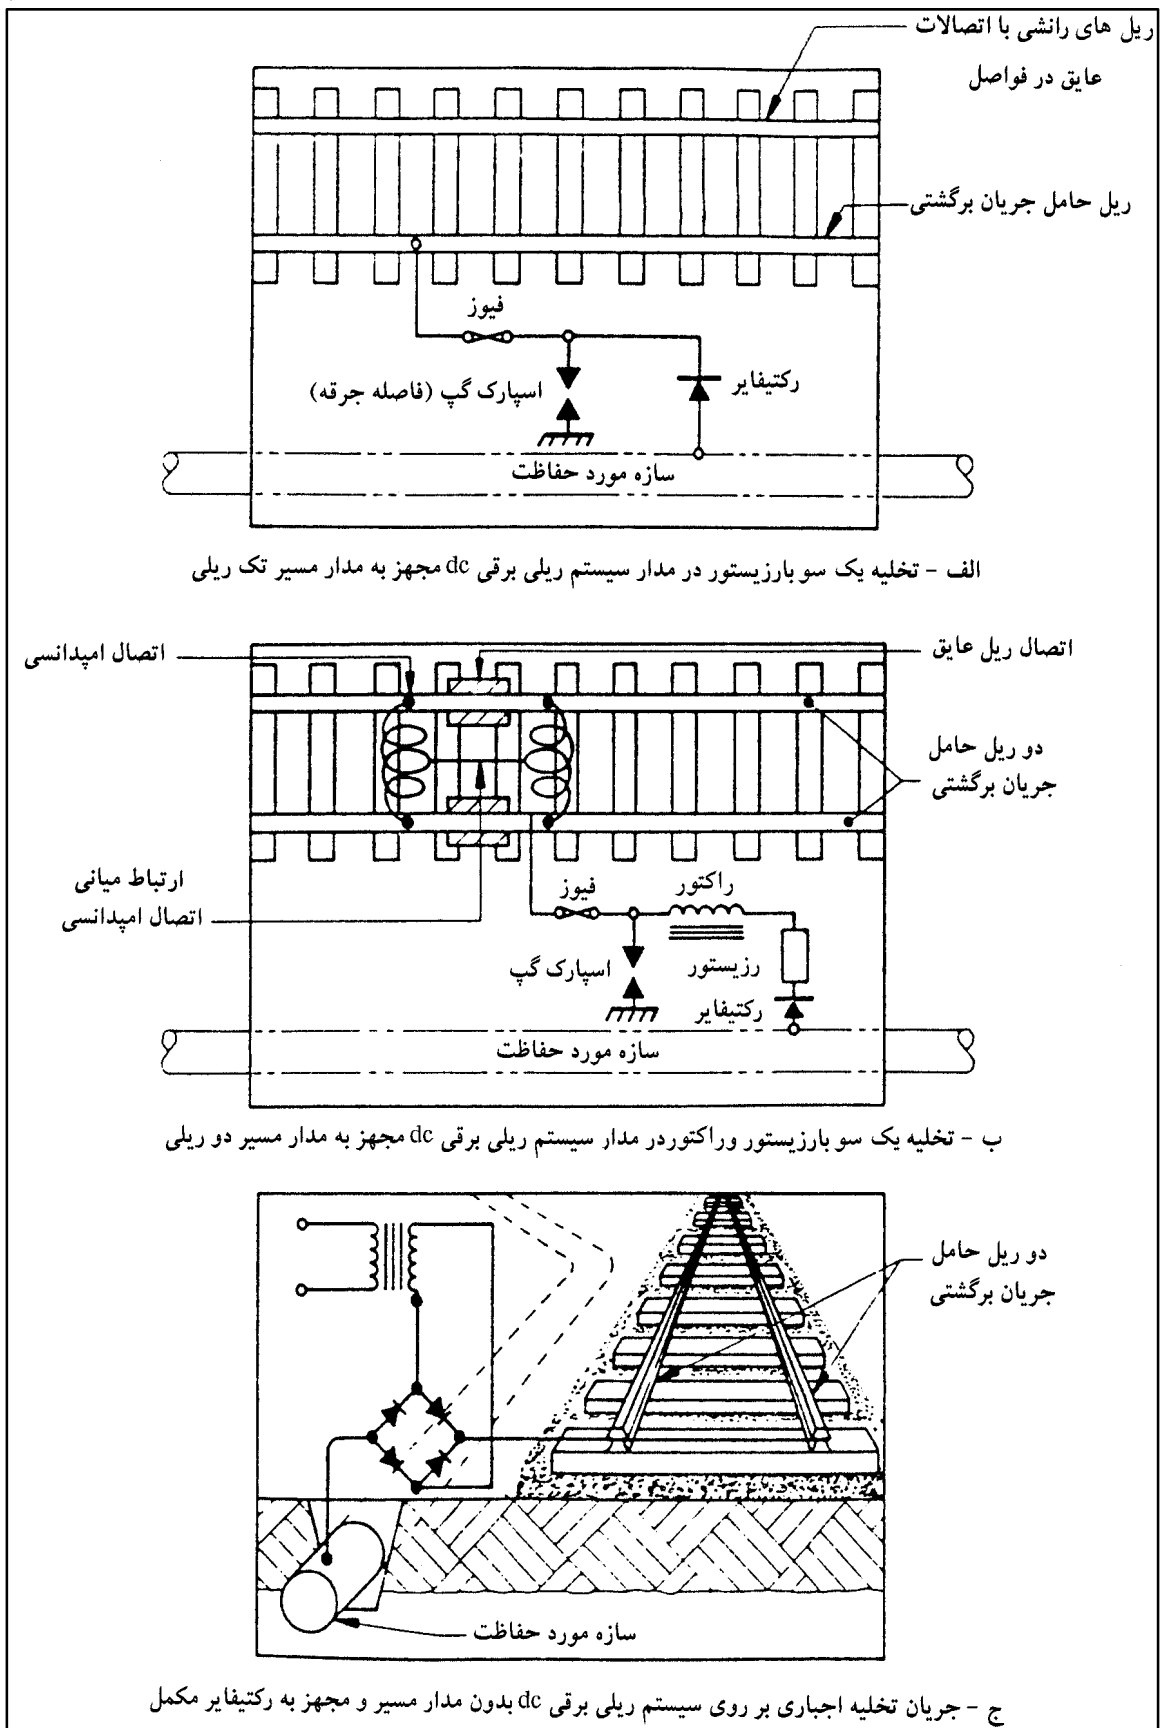 ریل های رانشی با اتصالات
عایق در فواصل
ریل حامل جریان برگشتی
فیوز
رکتیفایر
اسپارک گپ (فاصله جرقه)
سازه مورد حفاظت
الف - تخلیه یک سو بارزیستور در مدار سیستم ریلی برقی dc مجهز به مدار مسیر تک ریلی
اتصال ریل عایق
اتصال امپدانسی
دو ریل حامل
جریان برگشتی
ارتباط میانی
اتصال امپدانسی
فیوز
راکتور
اسپارک گپ
رزیستور
رکتیفایر
سازه مورد حفاظت
ب - تخلیه یک سو بارزیستور وراکتوردر مدار سیستم ریلی برقی dc مجهز به مدار مسیر دو ریلی
دو ریل حامل
جریان برگشتی
سازه مورد حفاظت
ج - جریان تخلیه اجباری بر روی سیستم ریلی برقی dc بدون مدار مسیر و مجهز به رکتیفایر مکمل